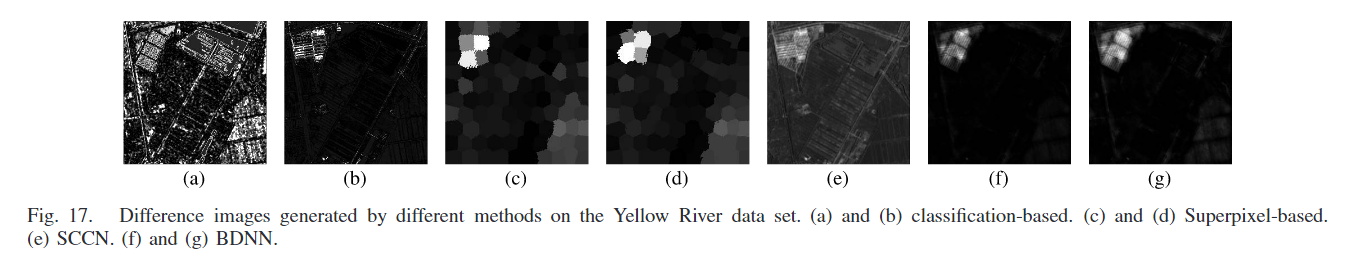 (a) (b) (c) (d) (e) (f) (g)
Fig. 17. Difference images generated by different methods on the Yellow River data set. (a) and (b) classification-based. (c) and (d) Superpixel-based.
(e) SCCN. (f) and (g) BDNN.